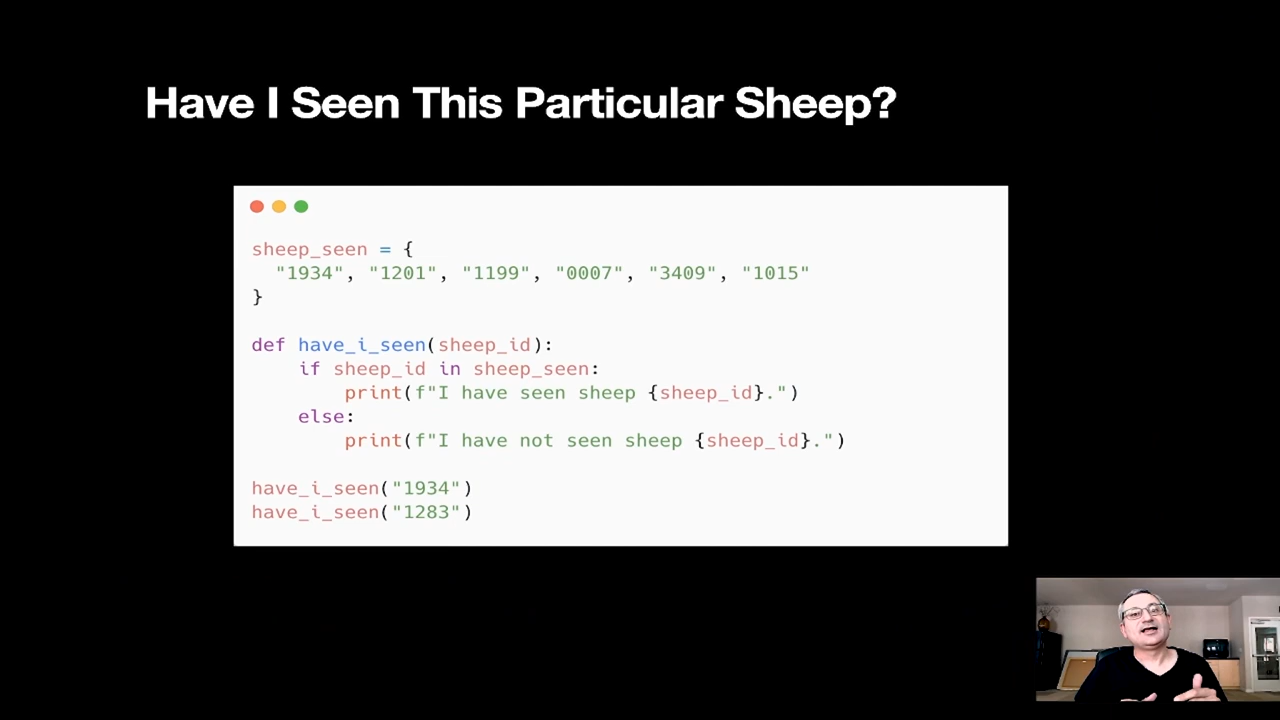 Have I Seen This Particular Sheep?
sheep_seen = {
  "1934", "1201", "1199", "0007", "3409", "1015"
}
def have_i_seen(sheep_id):
    if sheep_id in sheep_seen:
        print(f"I have seen sheep {sheep_id}.")
    else:
        print(f"I have not seen sheep {sheep_id}.")
have_i_seen("1934")
have_i_seen("1283")